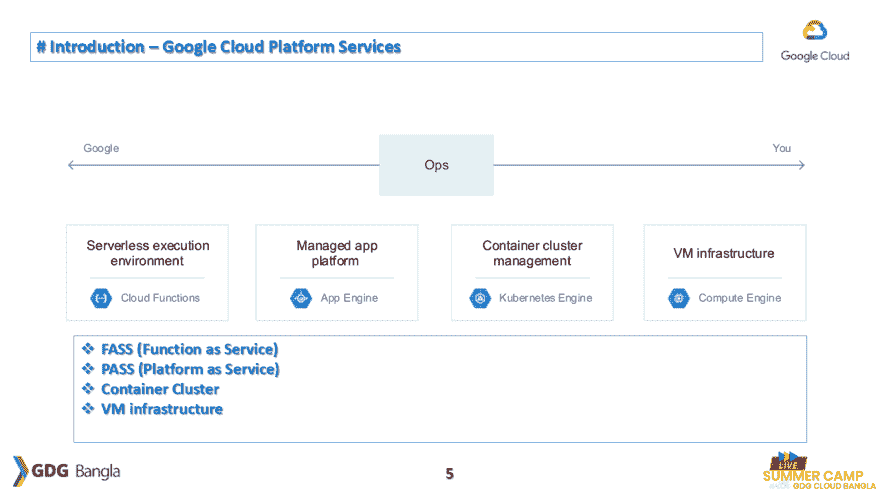 # Introduction – Google Cloud Platform Services
Google Cloud
Google
Ops
You
Serverless execution
environment
Cloud Functions
Managed app
platform
App Engine
Container cluster
management
Kubernetes Engine
VM infrastructure
Compute Engine
❖ FASS (Function as Service)
❖ PASS (Platform as Service)
❖ Container Cluster
❖ VM infrastructure
GDG Bangla
5
LIVE
SUMMER CAMP
GDG CLOUD BANGLA